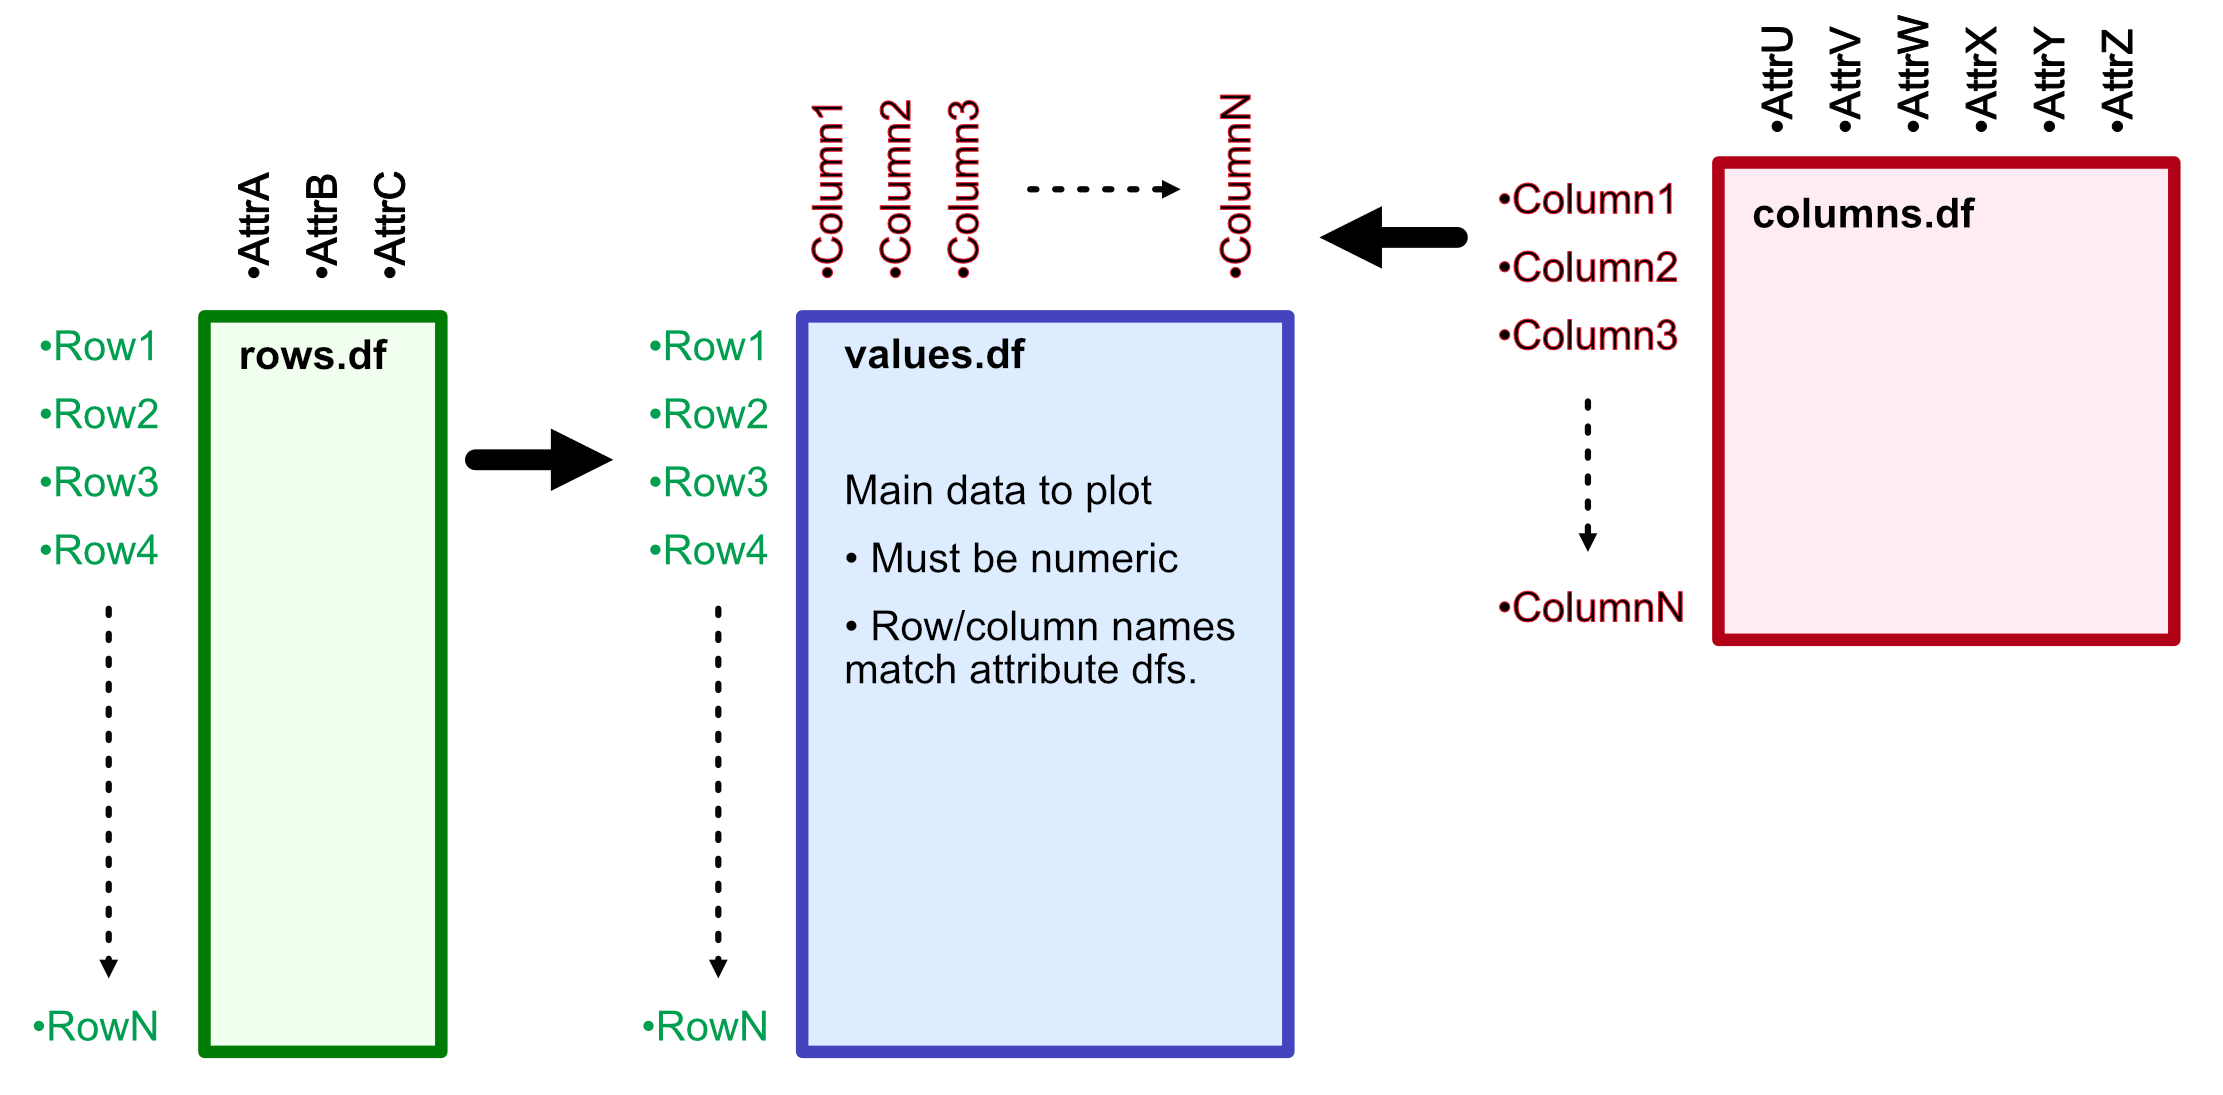 •AttrA
•AttrB
•AttrC
•Row1
•Row2
•Row3
•Row4
•RowN
rows.df
•Column1
•Column2
•Column3
•ColumnN
•Row1
•Row2
•Row3
•Row4
•RowN
values.df
Main data to plot
• Must be numeric
• Row/column names
match attribute dfs.
•AttrU
•AttrV
•AttrW
•AttrX
•AttrY
•AttrZ
•Column1
•Column2
•Column3
•ColumnN
columns.df